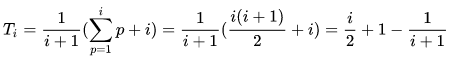 $T_i = \frac{1}{i+1}(\sum_{p=1}^{i} p + i) = \frac{1}{i+1}(\frac{i(i+1)}{2} + i) = \frac{i}{2} + 1 - \frac{1}{i+1}$